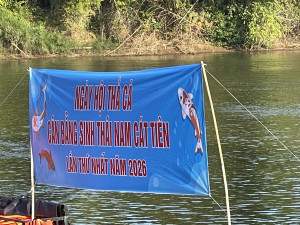 NGÀY HỘI THẢ CÁ
CÂN BẰNG SINH THÁI NAM CÁT TIÊN
LẦN THỨ NHẤT NĂM 2026